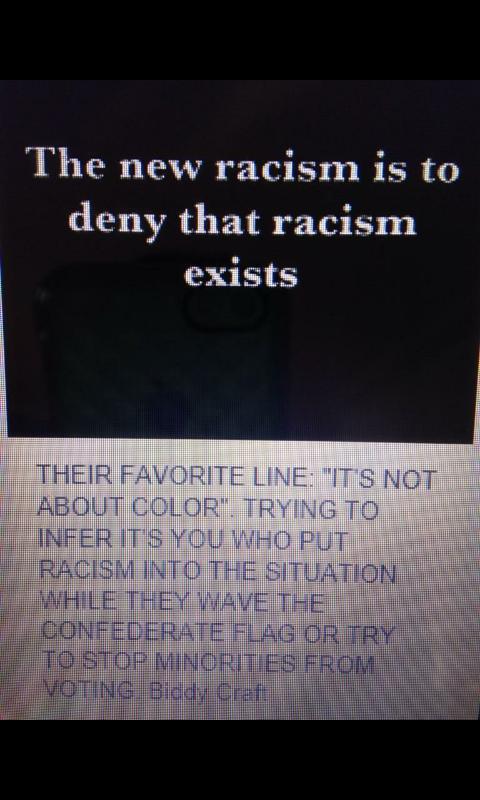 The new racism is to
deny that racism
exists
THEIR FAVORITE LINE: "IT'S NOT
ABOUT COLOR". TRYING TO
INFER IT'S YOU WHO PUT
RACISM INTO THE SITUATION
WHILE THEY WAVE THE
CONFEDERATE FLAG OR TRY
TO STOP MINORITIES FROM
VOTING. Biddy Craft